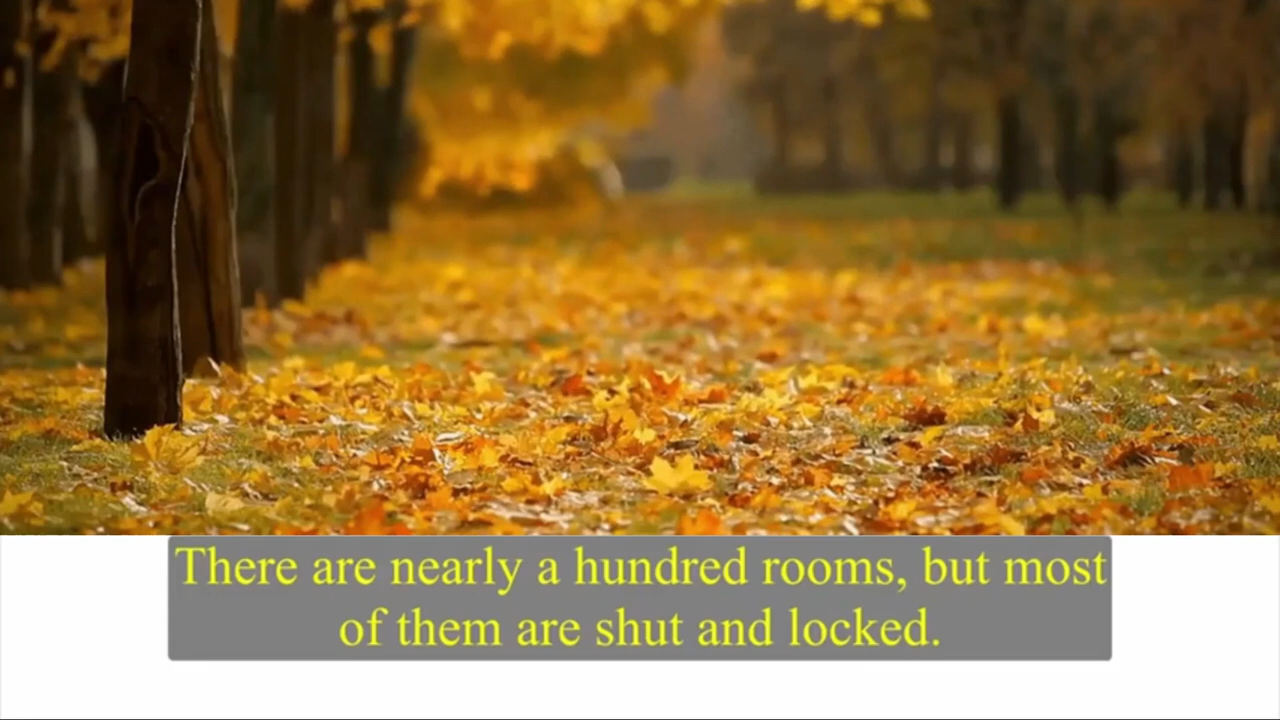 There are nearly a hundred rooms, but most
of them are shut and locked.